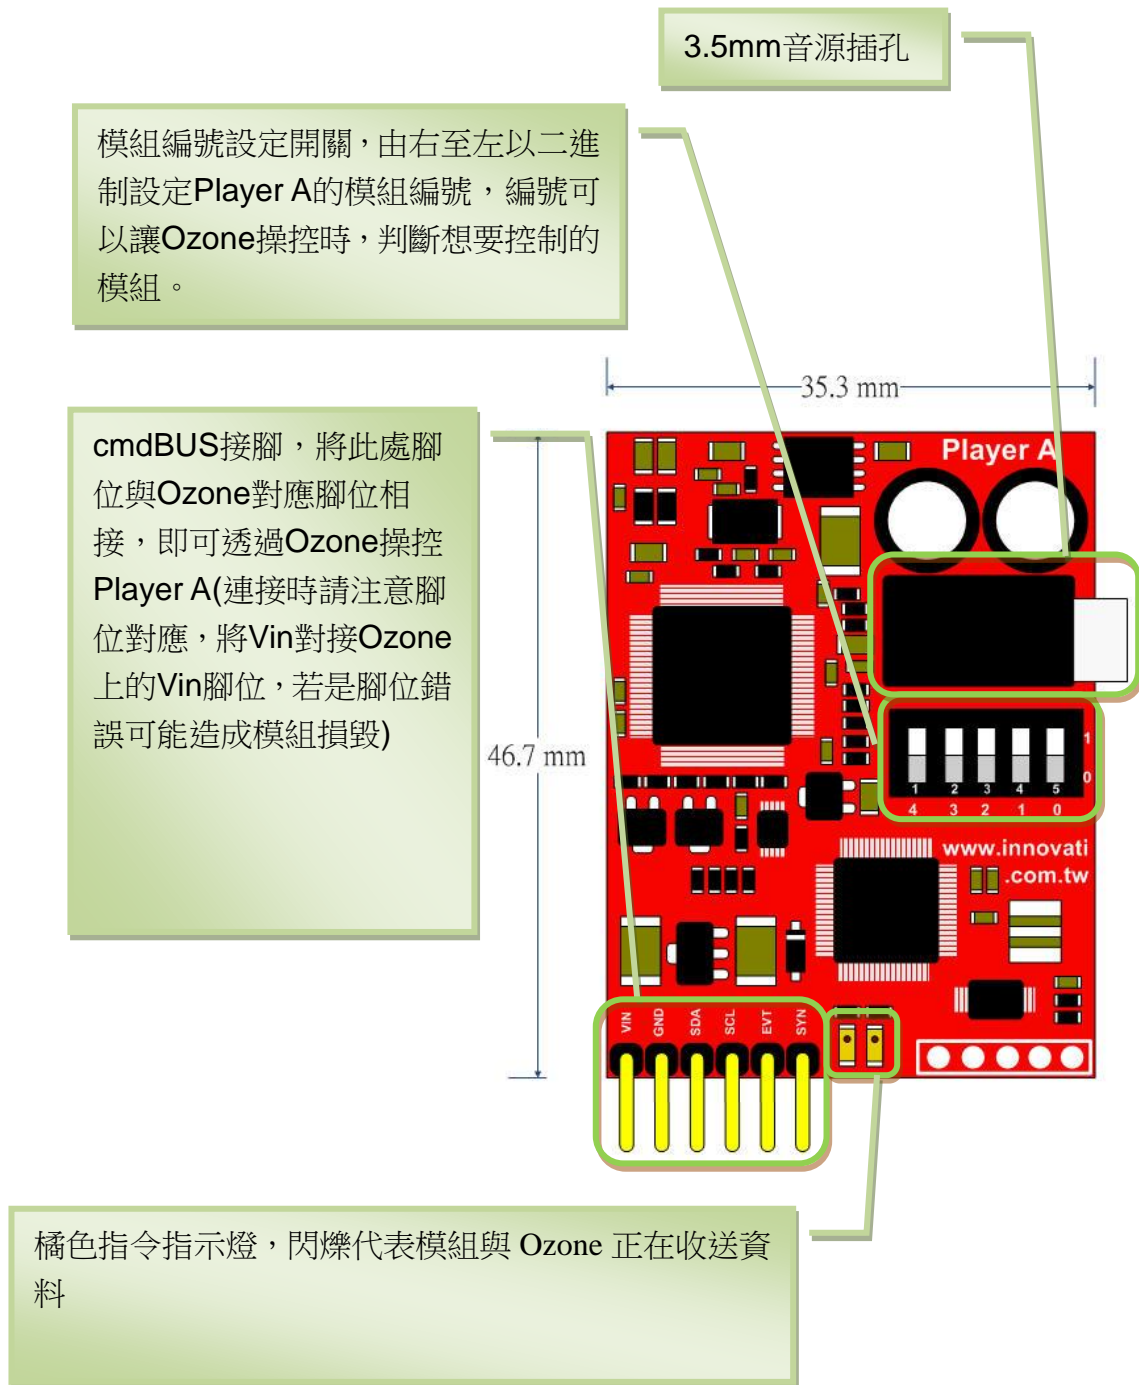 3.5mm音源插孔
模組編號設定開關，由右至左以二進
制設定Player A的模組編號，編號可
以讓Ozone操控時，判斷想要控制的
模組。
35.3 mm
cmdBUS接腳，將此處腳
位與Ozone對應腳位相
接，即可透過Ozone操控
Player A(連接時請注意腳
位對應，將Vin對接Ozone
上的Vin腳位，若是腳位錯
誤可能造成模組損毀)
46.7 mm
Player A
1
0
1 2 3 4 5
4 3 2 1 0
www.innovati
.com.tw
VIN GND SDA SCL EVT SYN
橘色指令指示燈，閃爍代表模組與 Ozone 正在收送資
料